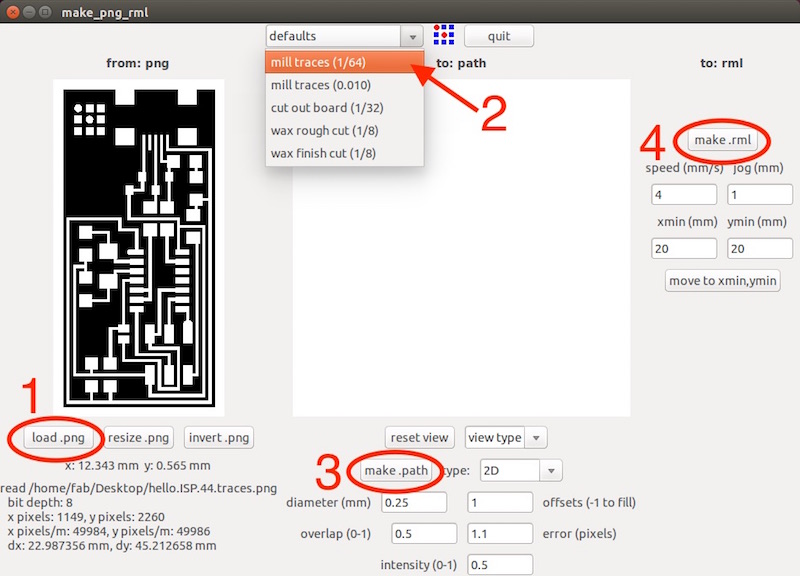 make_png_rml
defaults
quit
mill traces (1/64)
mill traces (0.010)
cut out board (1/32)
wax rough cut (1/8)
wax finish cut (1/8)
from: png
to: path
to: rml
2
4
make .rml
speed (mm/s) jog (mm)
4 1
xmin (mm) ymin (mm)
20 20
move to xmin,ymin
1
load .png resize .png invert .png
x: 12.343 mm y: 0.565 mm
read /home/fab/Desktop/hello.ISP.44.traces.png
bit depth: 8
x pixels: 1149, y pixels: 2260
x pixels/m: 49984, y pixels/m: 49986
dx: 22.987356 mm, dy: 45.212658 mm
reset view view type
3
make .path type: 2D
diameter (mm) 0.25 1 offsets (-1 to fill)
overlap (0-1) 0.5 1.1 error (pixels)
intensity (0-1) 0.5